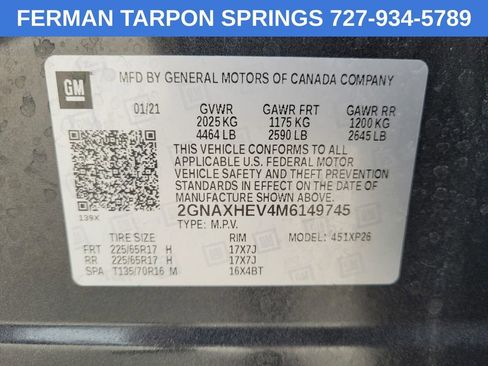 FERMAN TARPON SPRINGS 727-934-5789
GM
MFD BY GENERAL MOTORS OF CANADA COMPANY
01/21 GVWR GAWR FRT GAWR RR
2025 KG 1175 KG 1200 KG
4464 LB 2590 LB 2645 LB
THIS VEHICLE CONFORMS TO ALL
APPLICABLE U.S. FEDERAL MOTOR
VEHICLE SAFETY AND THEFT PREVENTION
STANDARDS IN EFFECT ON THE DATE OF
MANUFACTURE SHOWN ABOVE.
139X
2GNAXHEV4M6149745
TYPE: M.P.V. MODEL: 451XP26
TIRE SIZE RIM
FRT 225/65R17 H 17X7J
RR 225/65R17 H 17X7J
SPA T135/70R16 M 16X4BT